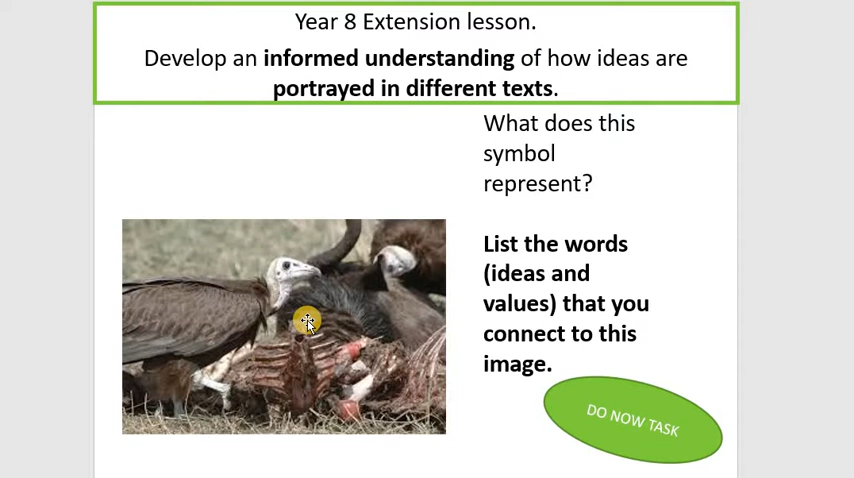 Year 8 Extension lesson.
Develop an informed understanding of how ideas are
portrayed in different texts.
What does this
symbol
represent?
List the words
(ideas and
values) that you
connect to this
image.
DO NOW TASK